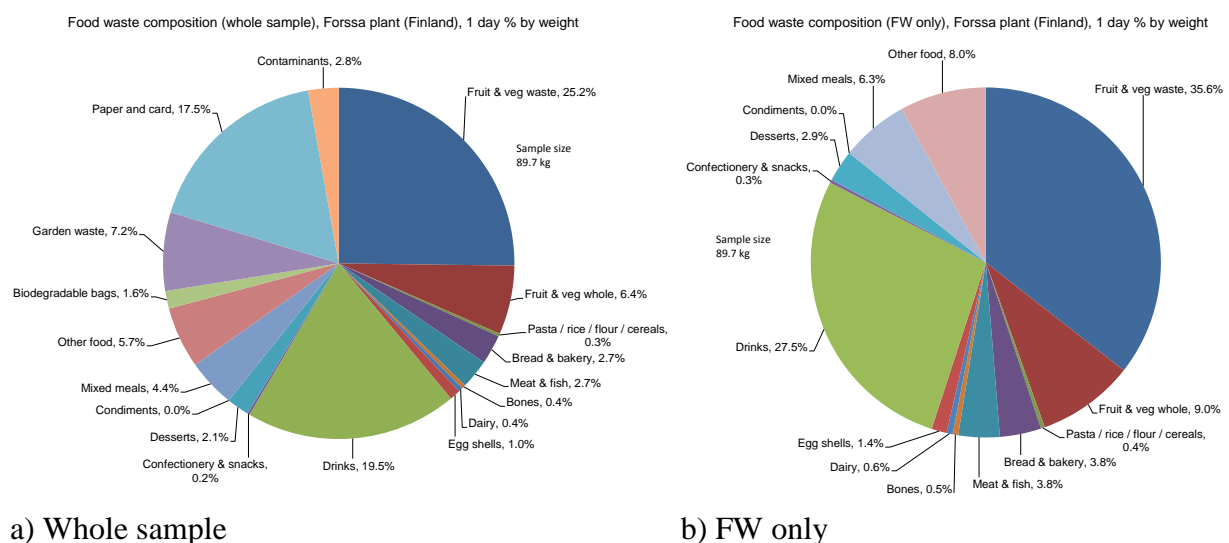 Food waste composition (whole sample), Forssa plant (Finland), 1 day % by weight
Contaminants, 2.8%
Paper and card, 17.5%
Fruit & veg waste, 25.2%
Sample size
89.7 kg
Garden waste, 7.2%
Biodegradable bags, 1.6%
Fruit & veg whole, 6.4%
Other food, 5.7%
Pasta / rice / flour / cereals,
0.3%
Bread & bakery, 2.7%
Mixed meals, 4.4%
Meat & fish, 2.7%
Condiments, 0.0%
Bones, 0.4%
Dairy, 0.4%
Desserts, 2.1%
Egg shells, 1.0%
Confectionery & snacks,
0.2%
Drinks, 19.5%
a) Whole sample
Food waste composition (FW only), Forssa plant (Finland), 1 day % by weight
Other food, 8.0%
Mixed meals, 6.3%
Fruit & veg waste, 35.6%
Condiments, 0.0%
Desserts, 2.9%
Confectionery & snacks,
0.3%
Sample size
89.7 kg
Drinks, 27.5%
Fruit & veg whole, 9.0%
Pasta / rice / flour / cereals,
0.4%
Egg shells, 1.4%
Bread & bakery, 3.8%
Dairy, 0.6%
Meat & fish, 3.8%
Bones, 0.5%
b) FW only